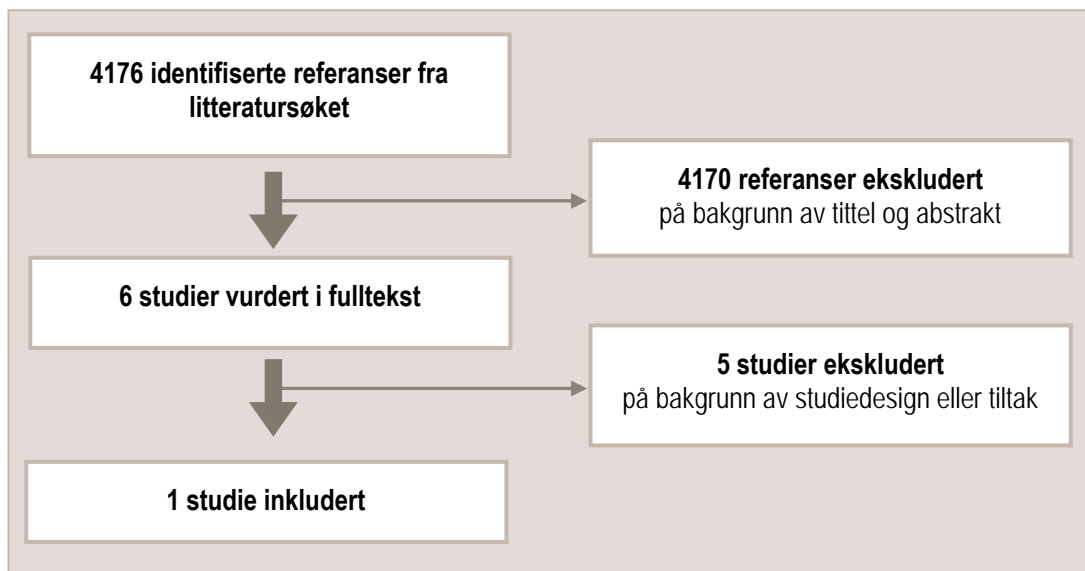 4176 identifiserte referanser fra
litteratursøket
4170 referanser ekskludert
på bakgrunn av tittel og abstrakt
6 studier vurdert i fulltekst
5 studier ekskludert
på bakgrunn av studiedesign eller tiltak
1 studie inkludert